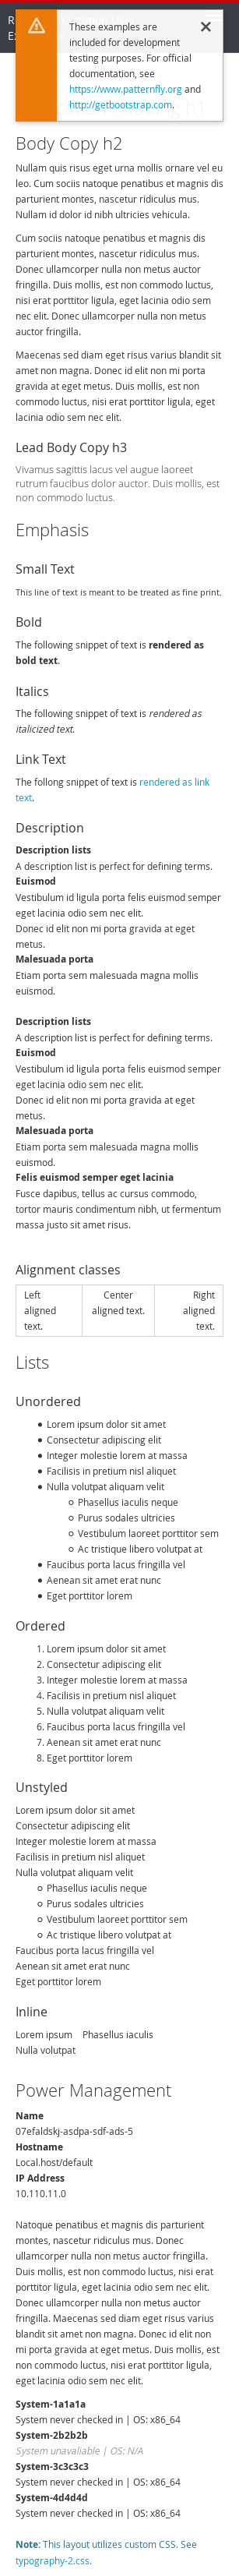 These examples are
included for development
testing purposes. For official
documentation, see
https://www.patternfly.org and
http://getbootstrap.com.
Body Copy h2
Nullam quis risus eget urna mollis ornare vel eu
leo. Cum sociis natoque penatibus et magnis dis
parturient montes, nascetur ridiculus mus.
Nullam id dolor id nibh ultricies vehicula.
Cum sociis natoque penatibus et magnis dis
parturient montes, nascetur ridiculus mus.
Donec ullamcorper nulla non metus auctor
fringilla. Duis mollis, est non commodo luctus,
nisi erat porttitor ligula, eget lacinia odio sem
nec elit. Donec ullamcorper nulla non metus
auctor fringilla.
Maecenas sed diam eget risus varius blandit sit
amet non magna. Donec id elit non mi porta
gravida at eget metus. Duis mollis, est non
commodo luctus, nisi erat porttitor ligula, eget
lacinia odio sem nec elit.
Lead Body Copy h3
Vivamus sagittis lacus vel augue laoreet
rutrum faucibus dolor auctor. Duis mollis, est
non commodo luctus.
Emphasis
Small Text
This line of text is meant to be treated as fine print.
Bold
The following snippet of text is rendered as
bold text.
Italics
The following snippet of text is rendered as
italicized text.
Link Text
The follong snippet of text is rendered as link
text.
Description
Description lists
A description list is perfect for defining terms.
Euismod
Vestibulum id ligula porta felis euismod semper
eget lacinia odio sem nec elit.
Donec id elit non mi porta gravida at eget
metus.
Malesuada porta
Etiam porta sem malesuada magna mollis
euismod.
Description lists
A description list is perfect for defining terms.
Euismod
Vestibulum id ligula porta felis euismod semper
eget lacinia odio sem nec elit.
Donec id elit non mi porta gravida at eget
metus.
Malesuada porta
Etiam porta sem malesuada magna mollis
euismod.
Felis euismod semper eget lacinia
Fusce dapibus, tellus ac cursus commodo,
tortor mauris condimentum nibh, ut fermentum
massa justo sit amet risus.
Alignment classes
Left aligned text.
Center aligned text.
Right aligned text.
Lists
Unordered
Lorem ipsum dolor sit amet
Consectetur adipiscing elit
Integer molestie lorem at massa
Facilisis in pretium nisl aliquet
Nulla volutpat aliquam velit
Phasellus iaculis neque
Purus sodales ultricies
Vestibulum laoreet porttitor sem
Ac tristique libero volutpat at
Faucibus porta lacus fringilla vel
Aenean sit amet erat nunc
Eget porttitor lorem
Ordered
1. Lorem ipsum dolor sit amet
2. Consectetur adipiscing elit
3. Integer molestie lorem at massa
4. Facilisis in pretium nisl aliquet
5. Nulla volutpat aliquam velit
6. Faucibus porta lacus fringilla vel
7. Aenean sit amet erat nunc
8. Eget porttitor lorem
Unstyled
Lorem ipsum dolor sit amet
Consectetur adipiscing elit
Integer molestie lorem at massa
Facilisis in pretium nisl aliquet
Nulla volutpat aliquam velit
Phasellus iaculis neque
Purus sodales ultricies
Vestibulum laoreet porttitor sem
Ac tristique libero volutpat at
Faucibus porta lacus fringilla vel
Aenean sit amet erat nunc
Eget porttitor lorem
Inline
Lorem ipsum Phasellus iaculis
Nulla volutpat
Power Management
Name
07efaldskj-asdpa-sdf-ads-5
Hostname
Local.host/default
IP Address
10.110.11.0
Natoque penatibus et magnis dis parturient
montes, nascetur ridiculus mus. Donec
ullamcorper nulla non metus auctor fringilla.
Duis mollis, est non commodo luctus, nisi erat
porttitor ligula, eget lacinia odio sem nec elit.
Donec ullamcorper nulla non metus auctor
fringilla. Maecenas sed diam eget risus varius
blandit sit amet non magna. Donec id elit non
mi porta gravida at eget metus. Duis mollis, est
non commodo luctus, nisi erat porttitor ligula,
eget lacinia odio sem nec elit.
System-1a1a1a
System never checked in | OS: x86_64
System-2b2b2b
System unavaliable | OS: N/A
System-3c3c3c3
System never checked in | OS: x86_64
System-4d4d4d
System never checked in | OS: x86_64
Note: This layout utilizes custom CSS. See
typography-2.css.